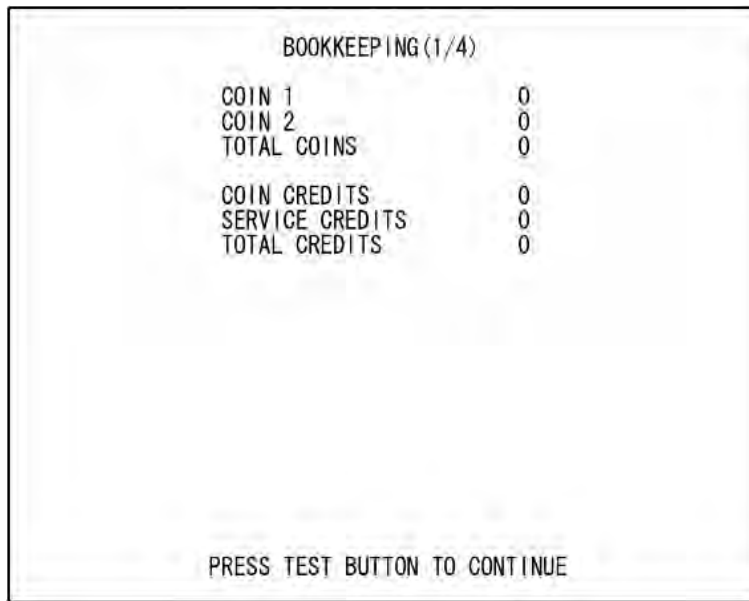 BOOKKEEPING(1/4)
COIN 1 0
COIN 2 0
TOTAL COINS 0
COIN CREDITS 0
SERVICE CREDITS 0
TOTAL CREDITS 0
PRESS TEST BUTTON TO CONTINUE